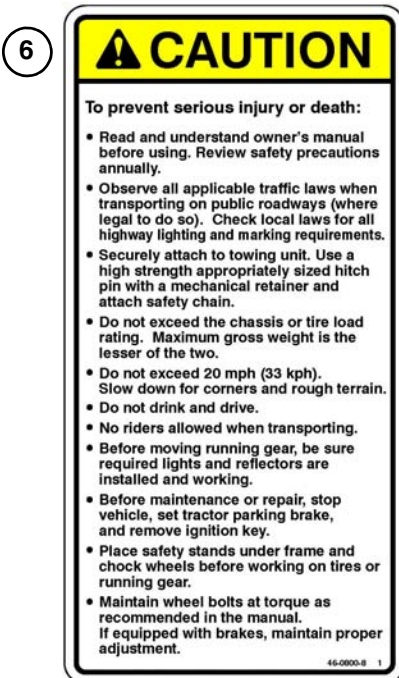 6
CAUTION
To prevent serious injury or death:
• Read and understand owner's manual
before using. Review safety precautions
annually.
• Observe all applicable traffic laws when
transporting on public roadways (where
legal to do so). Check local laws for all
highway lighting and marking requirements.
• Securely attach to towing unit. Use a
high strength appropriately sized hitch
pin with a mechanical retainer and
attach safety chain.
• Do not exceed the chassis or tire load
rating. Maximum gross weight is the
lesser of the two.
• Do not exceed 20 mph (33 kph).
Slow down for corners and rough terrain.
• Do not drink and drive.
• No riders allowed when transporting.
• Before moving running gear, be sure
required lights and reflectors are
installed and working.
• Before maintenance or repair, stop
vehicle, set tractor parking brake,
and remove ignition key.
• Place safety stands under frame and
chock wheels before working on tires or
running gear.
• Maintain wheel bolts at torque as
recommended in the manual.
If equipped with brakes, maintain proper
adjustment.
46-0800-8 1